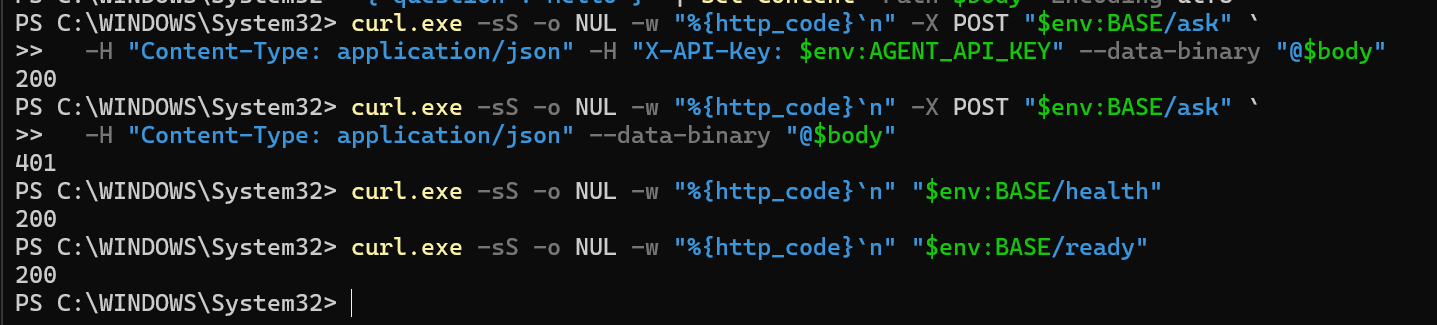 PS C:\WINDOWS\System32> curl.exe -sS -o NUL -w "%{http_code}`n" -X POST "$env:BASE/ask" `
>>   -H "Content-Type: application/json" -H "X-API-Key: $env:AGENT_API_KEY" --data-binary "@$body"
200
PS C:\WINDOWS\System32> curl.exe -sS -o NUL -w "%{http_code}`n" -X POST "$env:BASE/ask" `
>>   -H "Content-Type: application/json" --data-binary "@$body"
401
PS C:\WINDOWS\System32> curl.exe -sS -o NUL -w "%{http_code}`n" "$env:BASE/health"
200
PS C:\WINDOWS\System32> curl.exe -sS -o NUL -w "%{http_code}`n" "$env:BASE/ready"
200
PS C:\WINDOWS\System32>